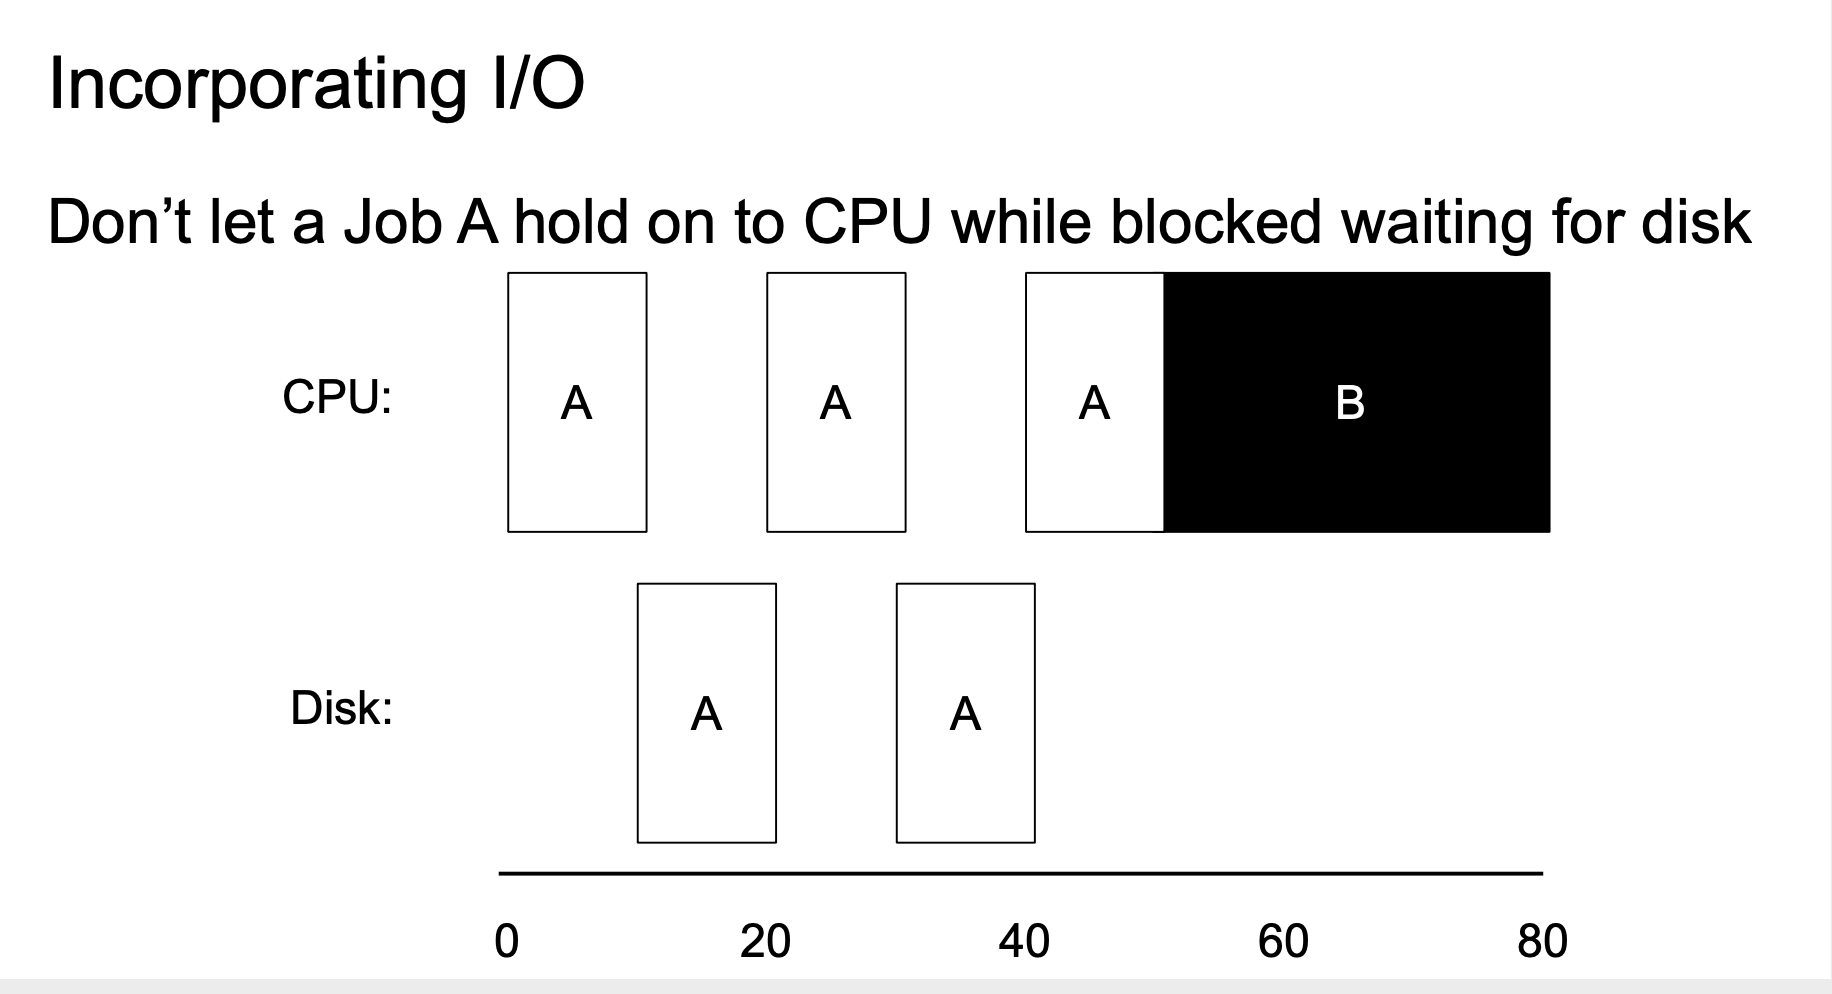 Incorporating I/O
Don’t let a Job A hold on to CPU while blocked waiting for disk
CPU: A A A B
Disk: A A
0 20 40 60 80